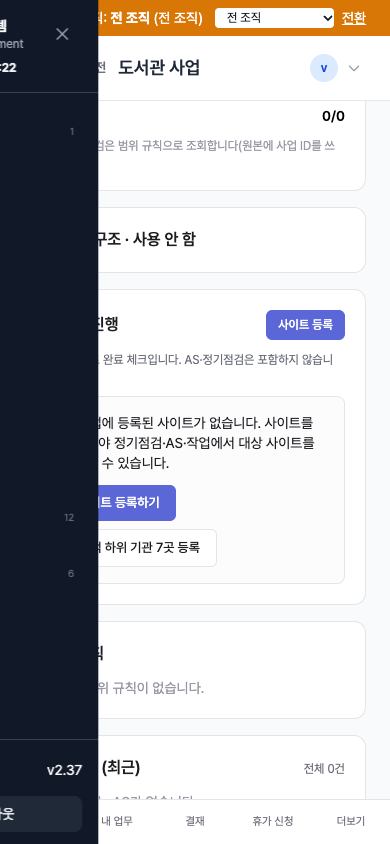 전 조직 (전 조직)
전 조직
전환
ment
:22
도서관 사업
v
1
0/0
검은 범위 규칙으로 조회합니다(원본에 사업 ID를 쓰
구조 · 사용 안 함
진행
사이트 등록
완료 체크입니다. AS·정기점검은 포함하지 않습니
에 등록된 사이트가 없습니다. 사이트를
야 정기점검·AS·작업에서 대상 사이트를
수 있습니다.
트 등록하기
하위 기관 7곳 등록
12
6
위 규칙이 없습니다.
(최근)
전체 0건
v2.37
아웃
내 업무
결재
휴가 신청
더보기